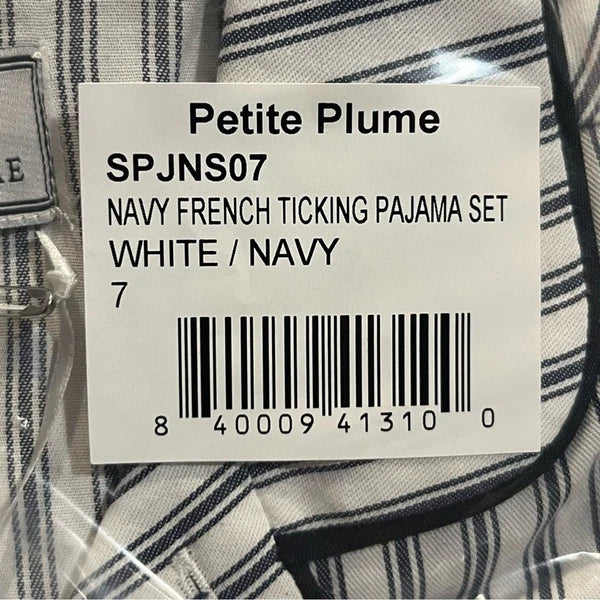 Petite Plume
SPJNS07
NAVY FRENCH TICKING PAJAMA SET
WHITE / NAVY
7
8 40009 41310 0